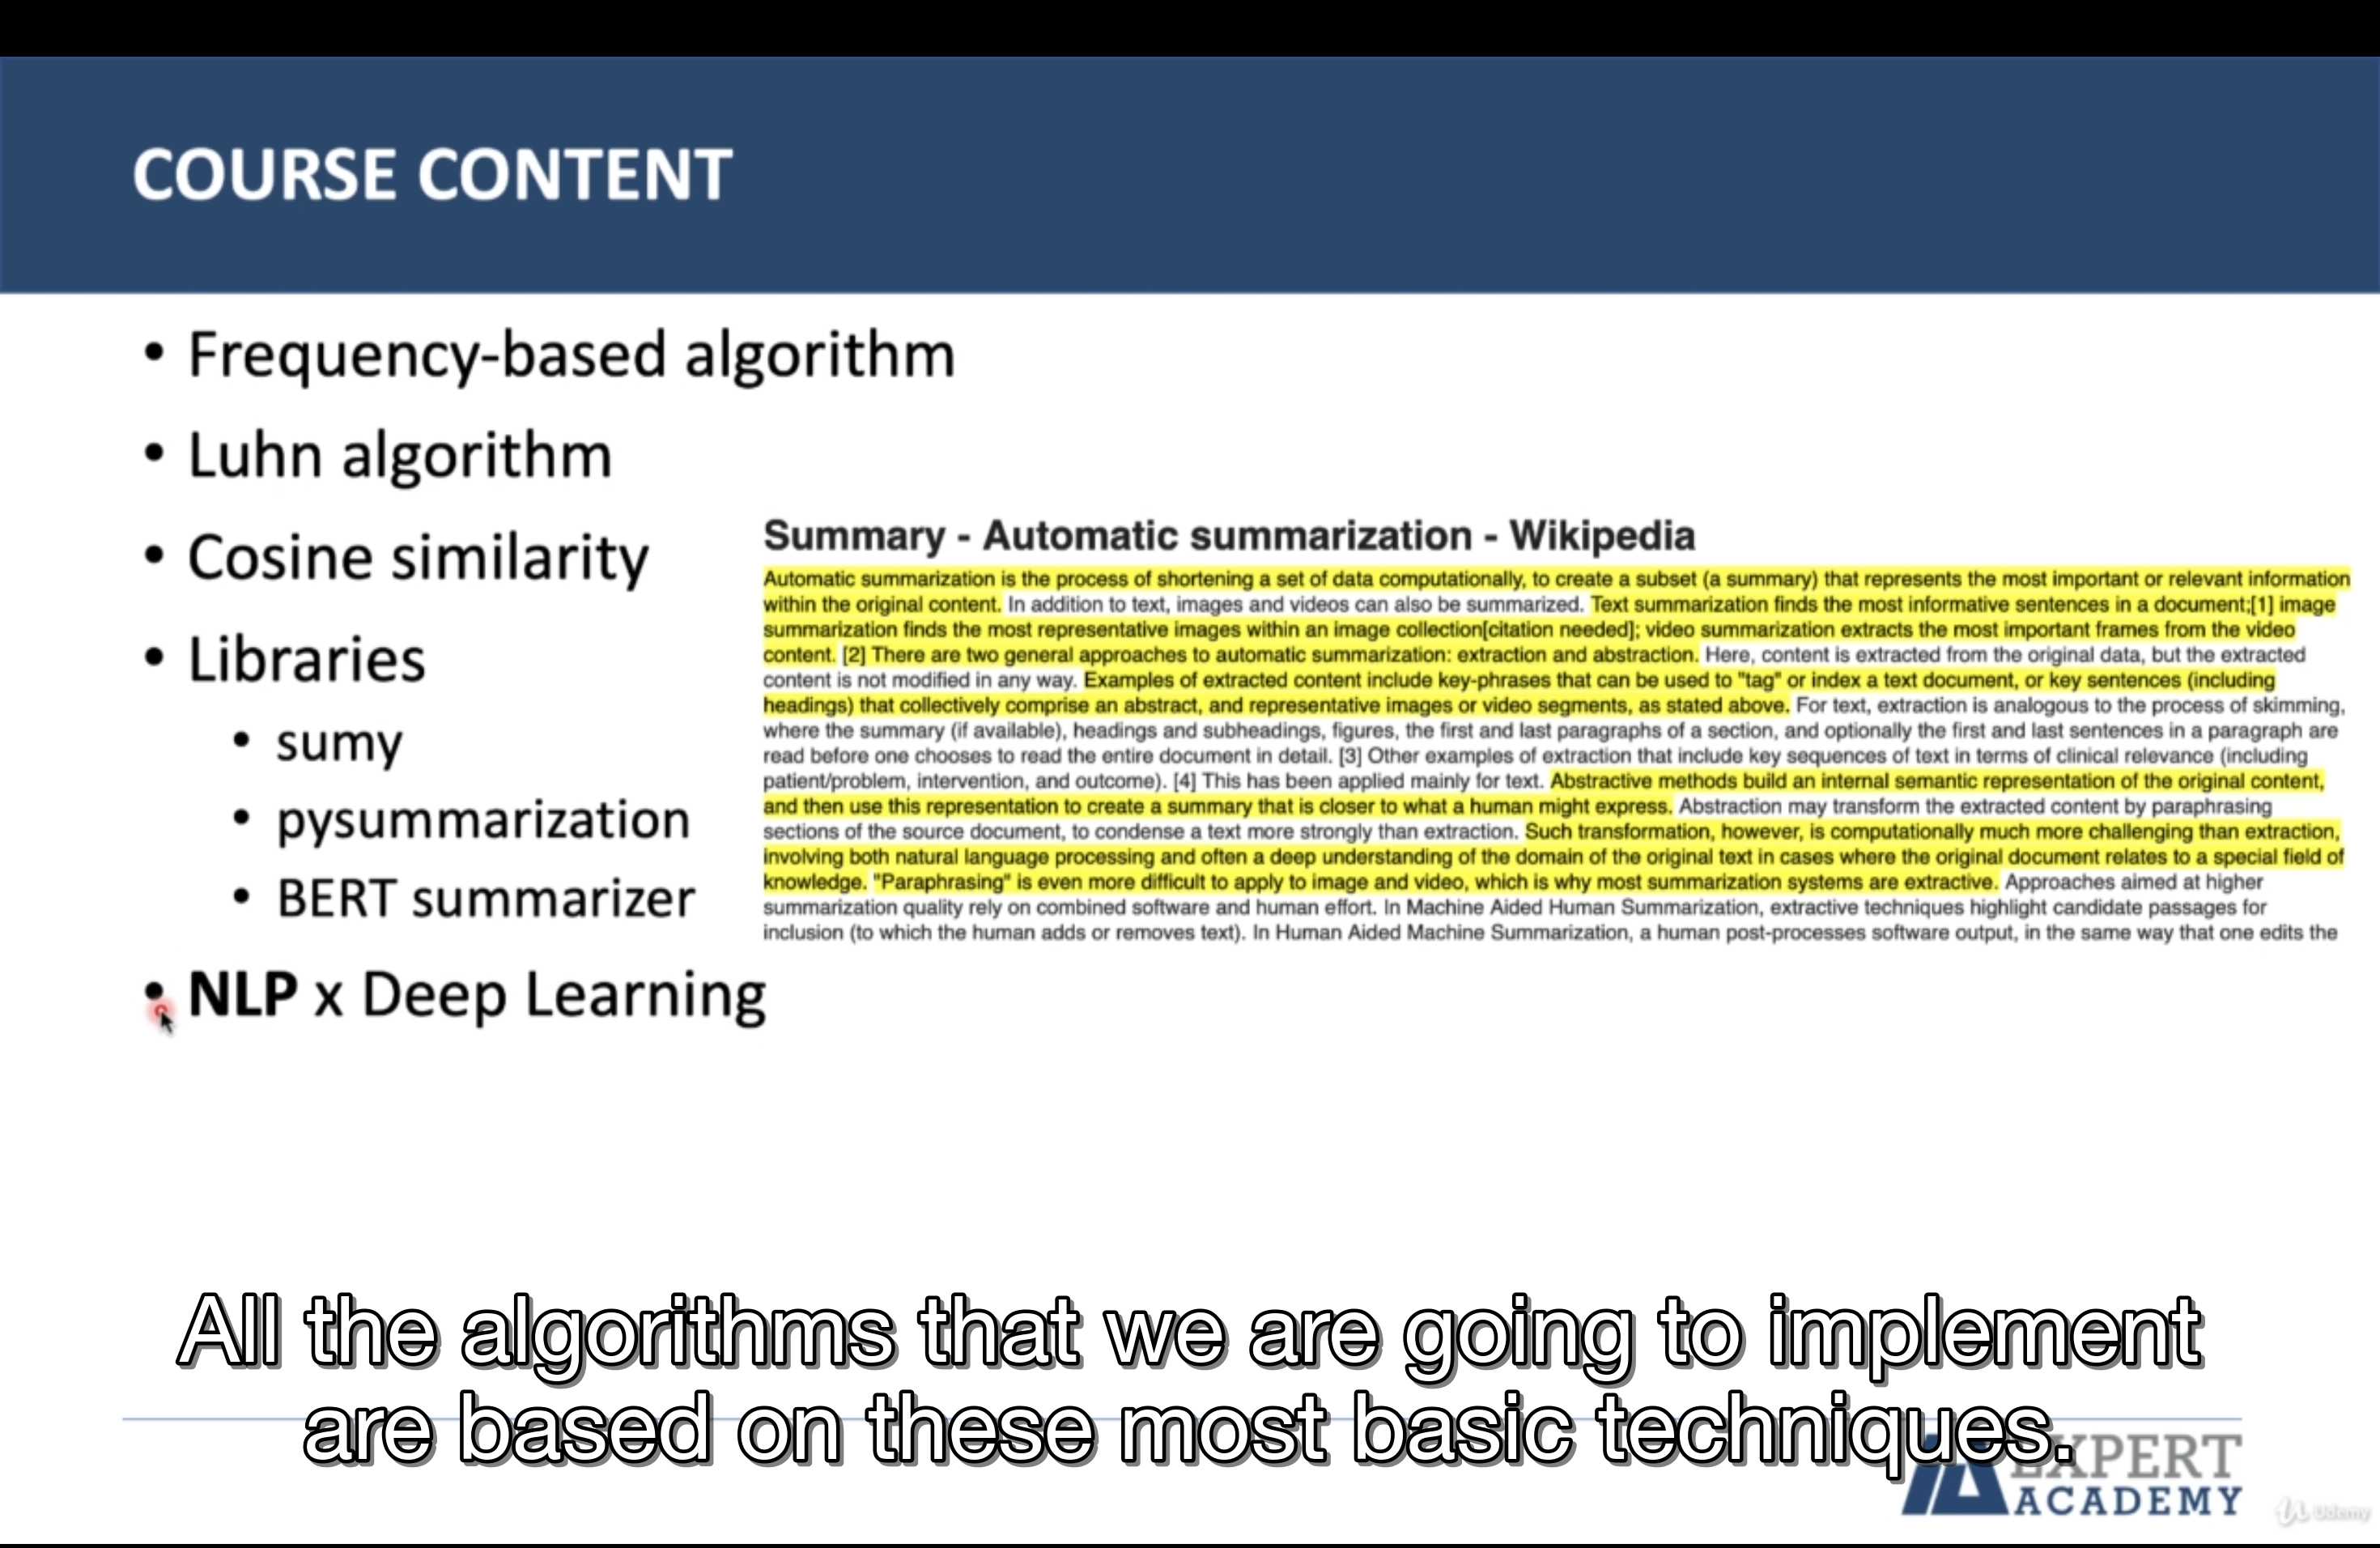 COURSE CONTENT
• Frequency-based algorithm
• Luhn algorithm
• Cosine similarity
• Libraries
• sumy
• pysummarization
• BERT summarizer
• NLP x Deep Learning
Summary - Automatic summarization - Wikipedia
Automatic summarization is the process of shortening a set of data computationally, to create a subset (a summary) that represents the most important or relevant information
within the original content. In addition to text, images and videos can also be summarized. Text summarization finds the most informative sentences in a document;[1] image
summarization finds the most representative images within an image collection[citation needed]; video summarization extracts the most important frames from the video
content. [2] There are two general approaches to automatic summarization: extraction and abstraction. Here, content is extracted from the original data, but the extracted
content is not modified in any way. Examples of extracted content include key-phrases that can be used to "tag" or index a text document, or key sentences (including
headings) that collectively comprise an abstract, and representative images or video segments, as stated above. For text, extraction is analogous to the process of skimming,
where the summary (if available), headings and subheadings, figures, the first and last paragraphs of a section, and optionally the first and last sentences in a paragraph are
read before one chooses to read the entire document in detail. [3] Other examples of extraction that include key sequences of text in terms of clinical relevance (including
patient/problem, intervention, and outcome). [4] This has been applied mainly for text. Abstractive methods build an internal semantic representation of the original content,
and then use this representation to create a summary that is closer to what a human might express. Abstraction may transform the extracted content by paraphrasing
sections of the source document, to condense a text more strongly than extraction. Such transformation, however, is computationally much more challenging than extraction,
involving both natural language processing and often a deep understanding of the domain of the original text in cases where the original document relates to a special field of
knowledge. "Paraphrasing" is even more difficult to apply to image and video, which is why most summarization systems are extractive. Approaches aimed at higher
summarization quality rely on combined software and human effort. In Machine Aided Human Summarization, extractive techniques highlight candidate passages for
inclusion (to which the human adds or removes text). In Human Aided Machine Summarization, a human post-processes software output, in the same way that one edits the
All the algorithms that we are going to implement
are based on these most basic techniques.
EXPERT
ACADEMY
Udemy